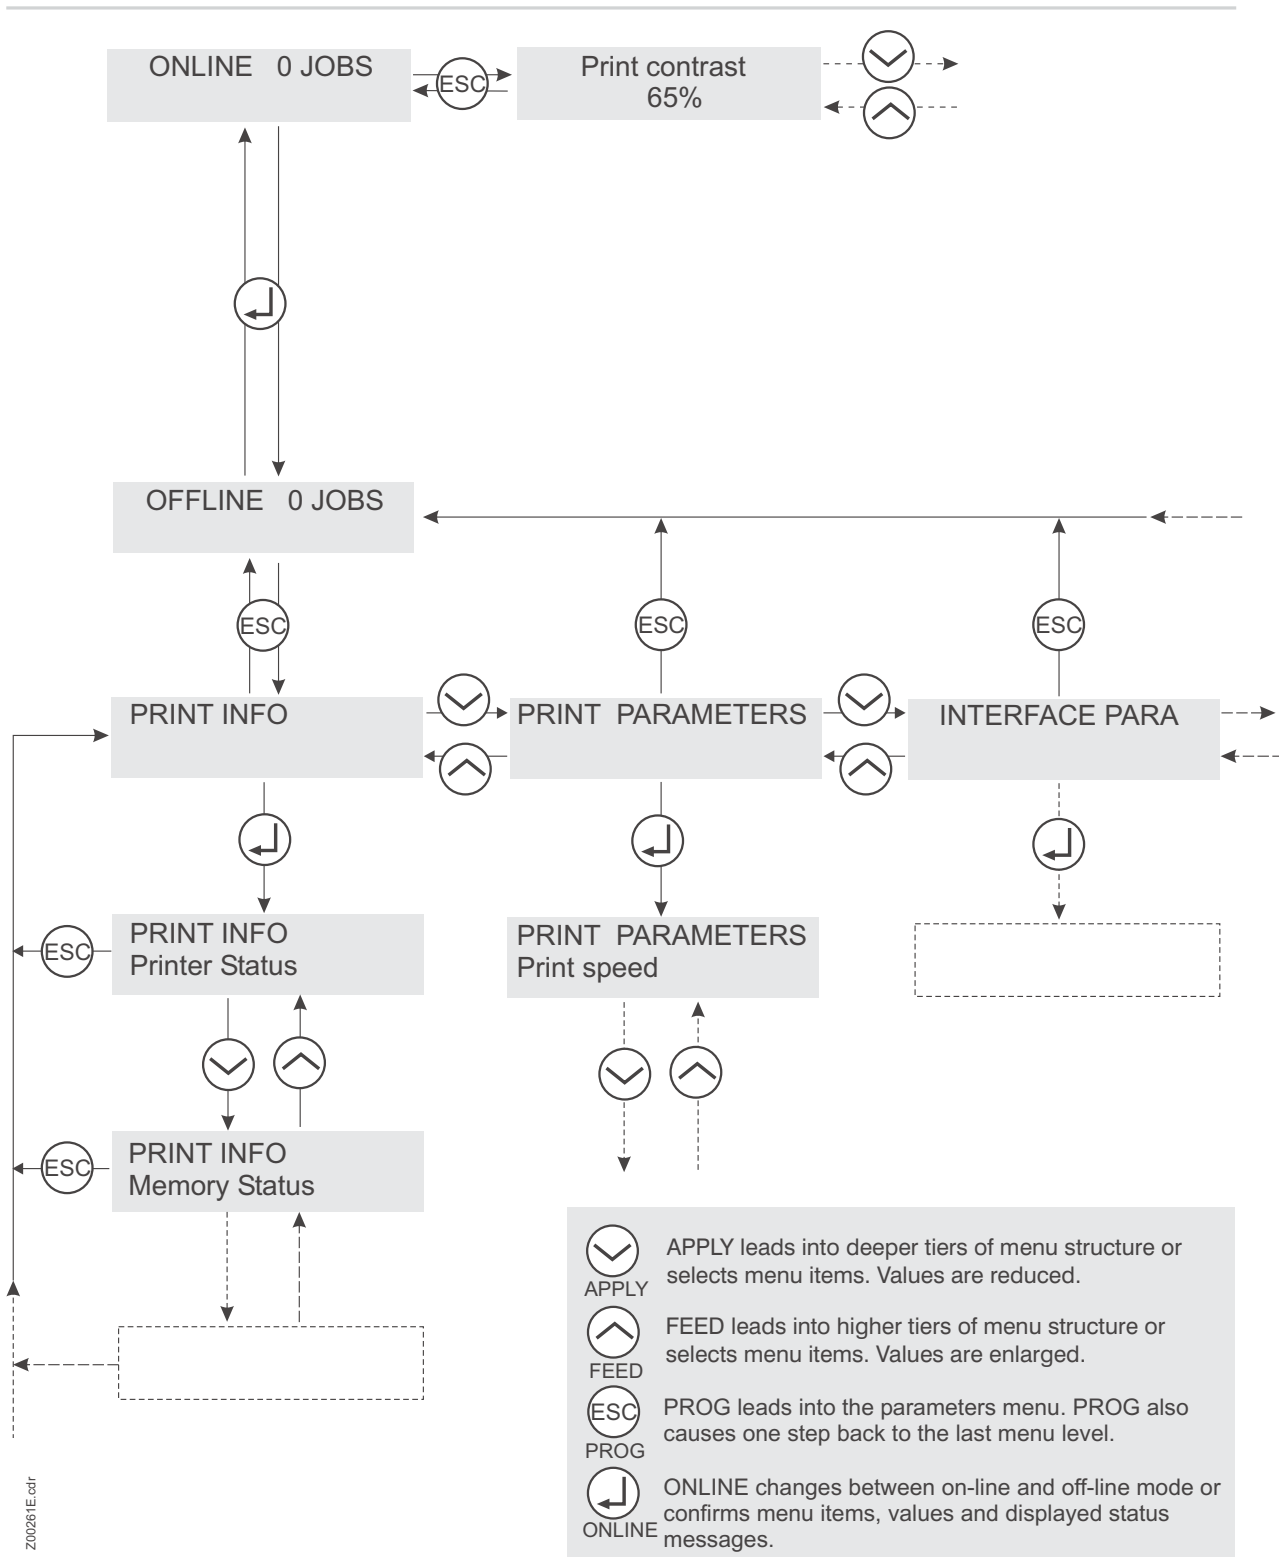 ONLINE 0 JOBS
ESC
Print contrast
65%
OFFLINE 0 JOBS
ESC
ESC
ESC
PRINT INFO
PRINT PARAMETERS
INTERFACE PARA
ESC
PRINT INFO
Printer Status
PRINT PARAMETERS
Print speed
ESC
PRINT INFO
Memory Status
APPLY
APPLY leads into deeper tiers of menu structure or
selects menu items. Values are reduced.
FEED
FEED leads into higher tiers of menu structure or
selects menu items. Values are enlarged.
ESC
PROG
PROG leads into the parameters menu. PROG also
causes one step back to the last menu level.
ONLINE
ONLINE changes between on-line and off-line mode or
confirms menu items, values and displayed status
messages.
Z00261E.cdr